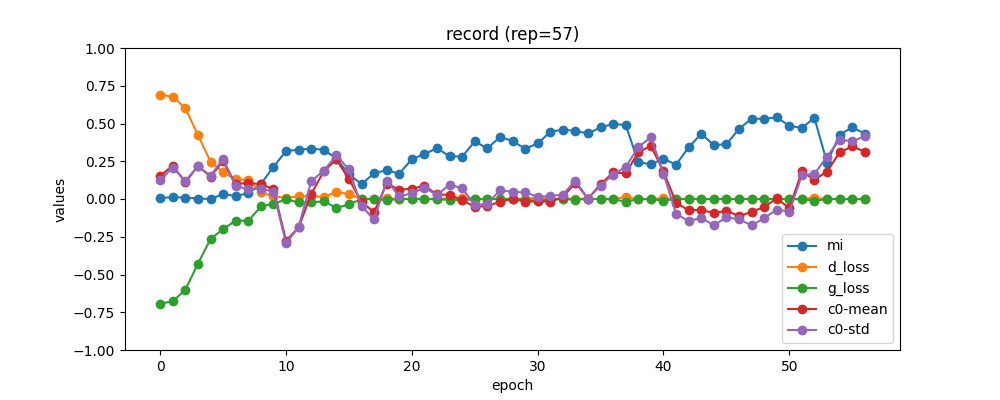 record (rep=57)
1.00
0.75
0.50
0.25
0.00
−0.25
−0.50
−0.75
−1.00
values
0 10 20 30 40 50
epoch
mi
d_loss
g_loss
c0-mean
c0-std